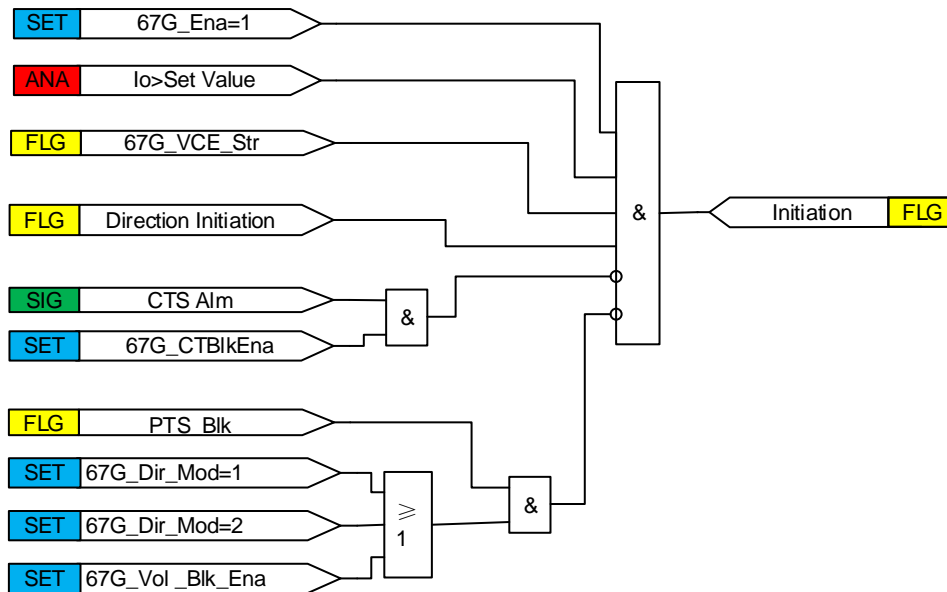 SET 67G_Ena=1
ANA Io>Set Value
FLG 67G_VCE_Str
FLG Direction Initiation
& Initiation FLG
SIG CTS Alm
&
SET 67G_CTBlkEna
FLG PTS_Blk
SET 67G_Dir_Mod=1
&
SET 67G_Dir_Mod=2
≥
1
SET 67G_Vol _Blk_Ena